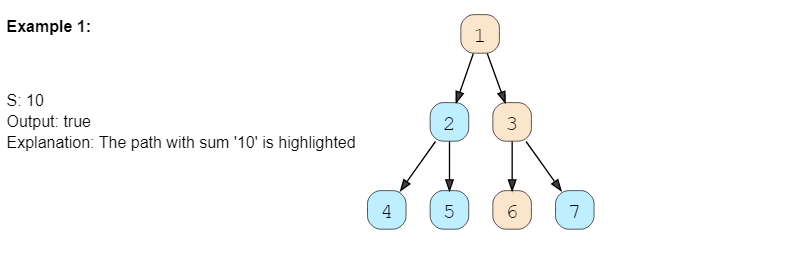 Example 1:
S: 10
Output: true
Explanation: The path with sum '10' is highlighted
1
2 3
4 5 6 7